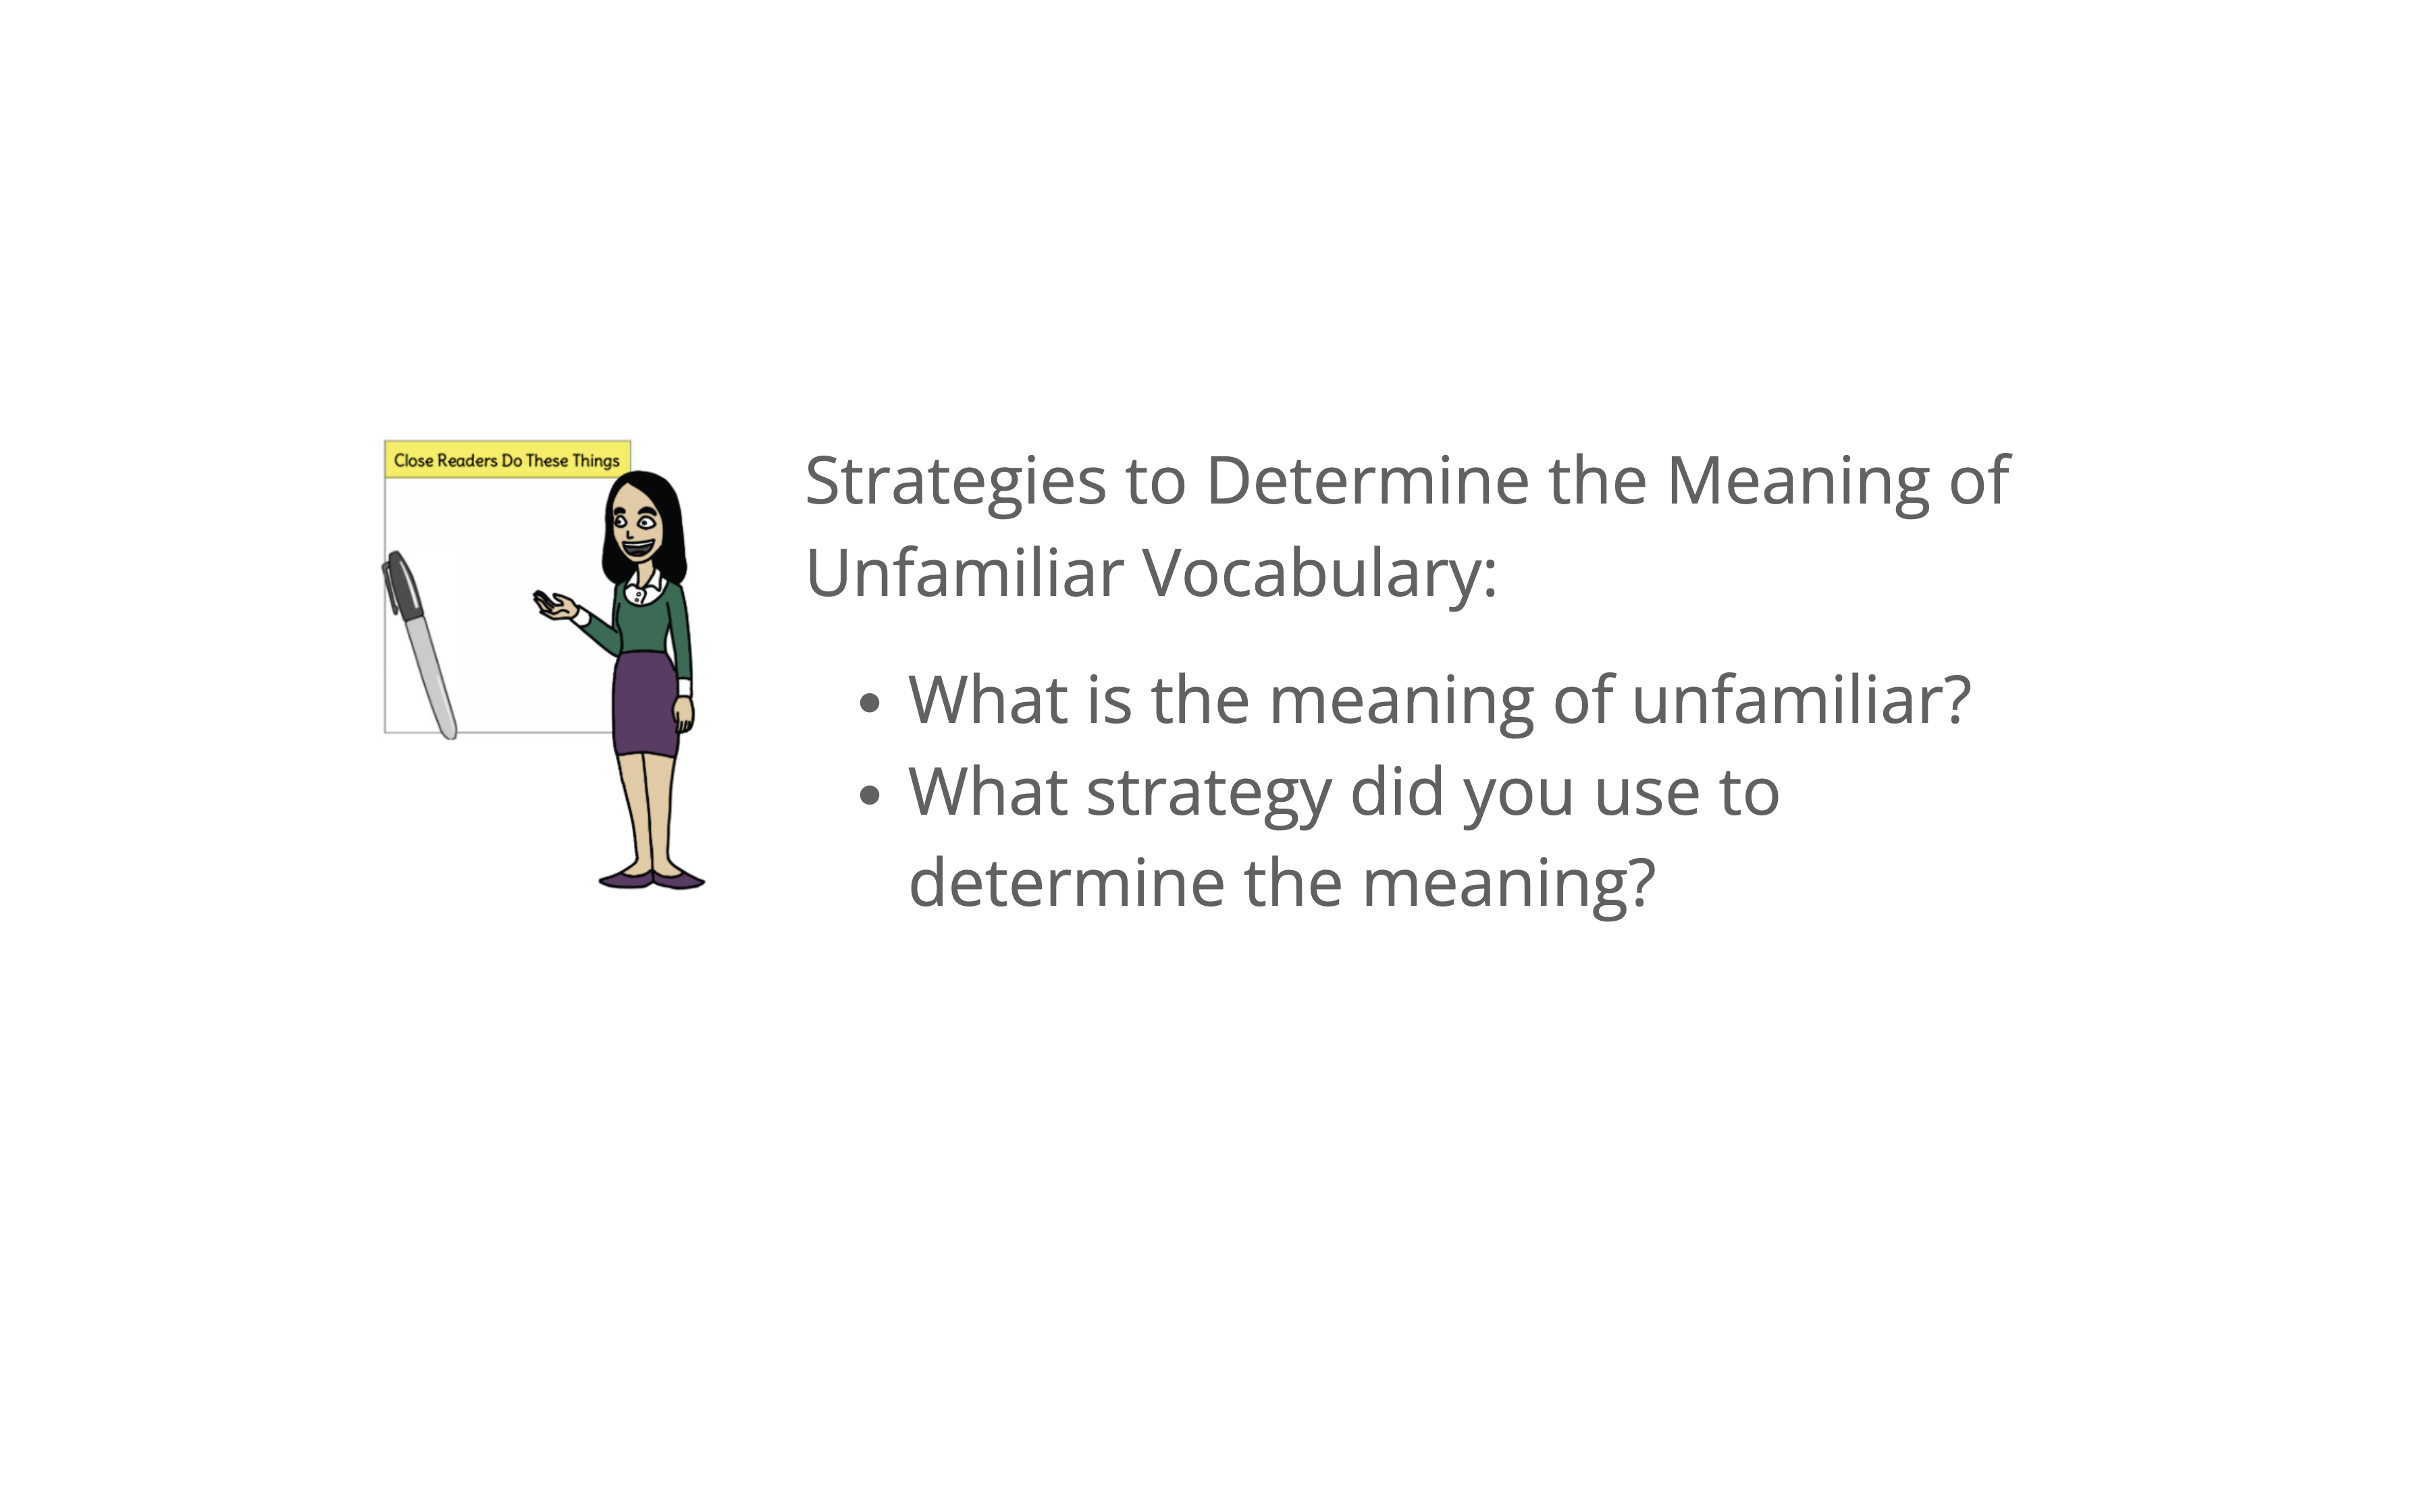 Close Readers Do These Things
Strategies to Determine the Meaning of
Unfamiliar Vocabulary:
• What is the meaning of unfamiliar?
• What strategy did you use to
determine the meaning?